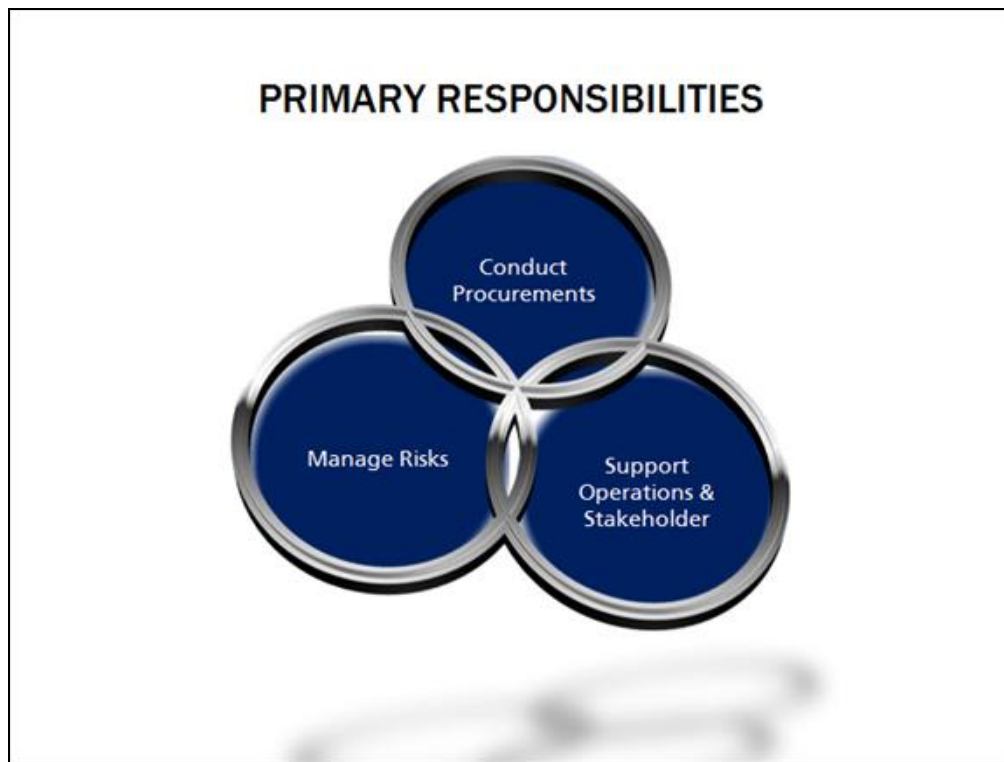 PRIMARY RESPONSIBILITIES
Conduct
Procurements
Manage Risks
Support
Operations &
Stakeholder